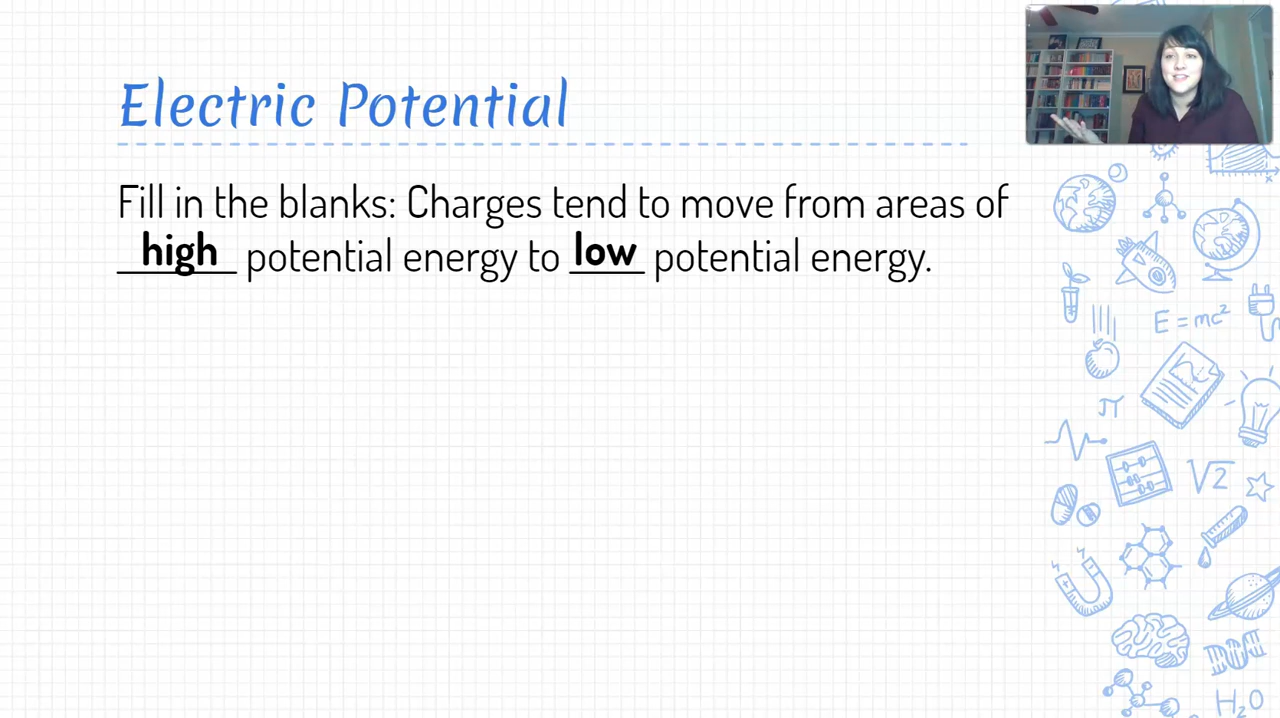 Electric Potential
Fill in the blanks: Charges tend to move from areas of
high potential energy to low potential energy.
E = mc²
π
√2
H₂O